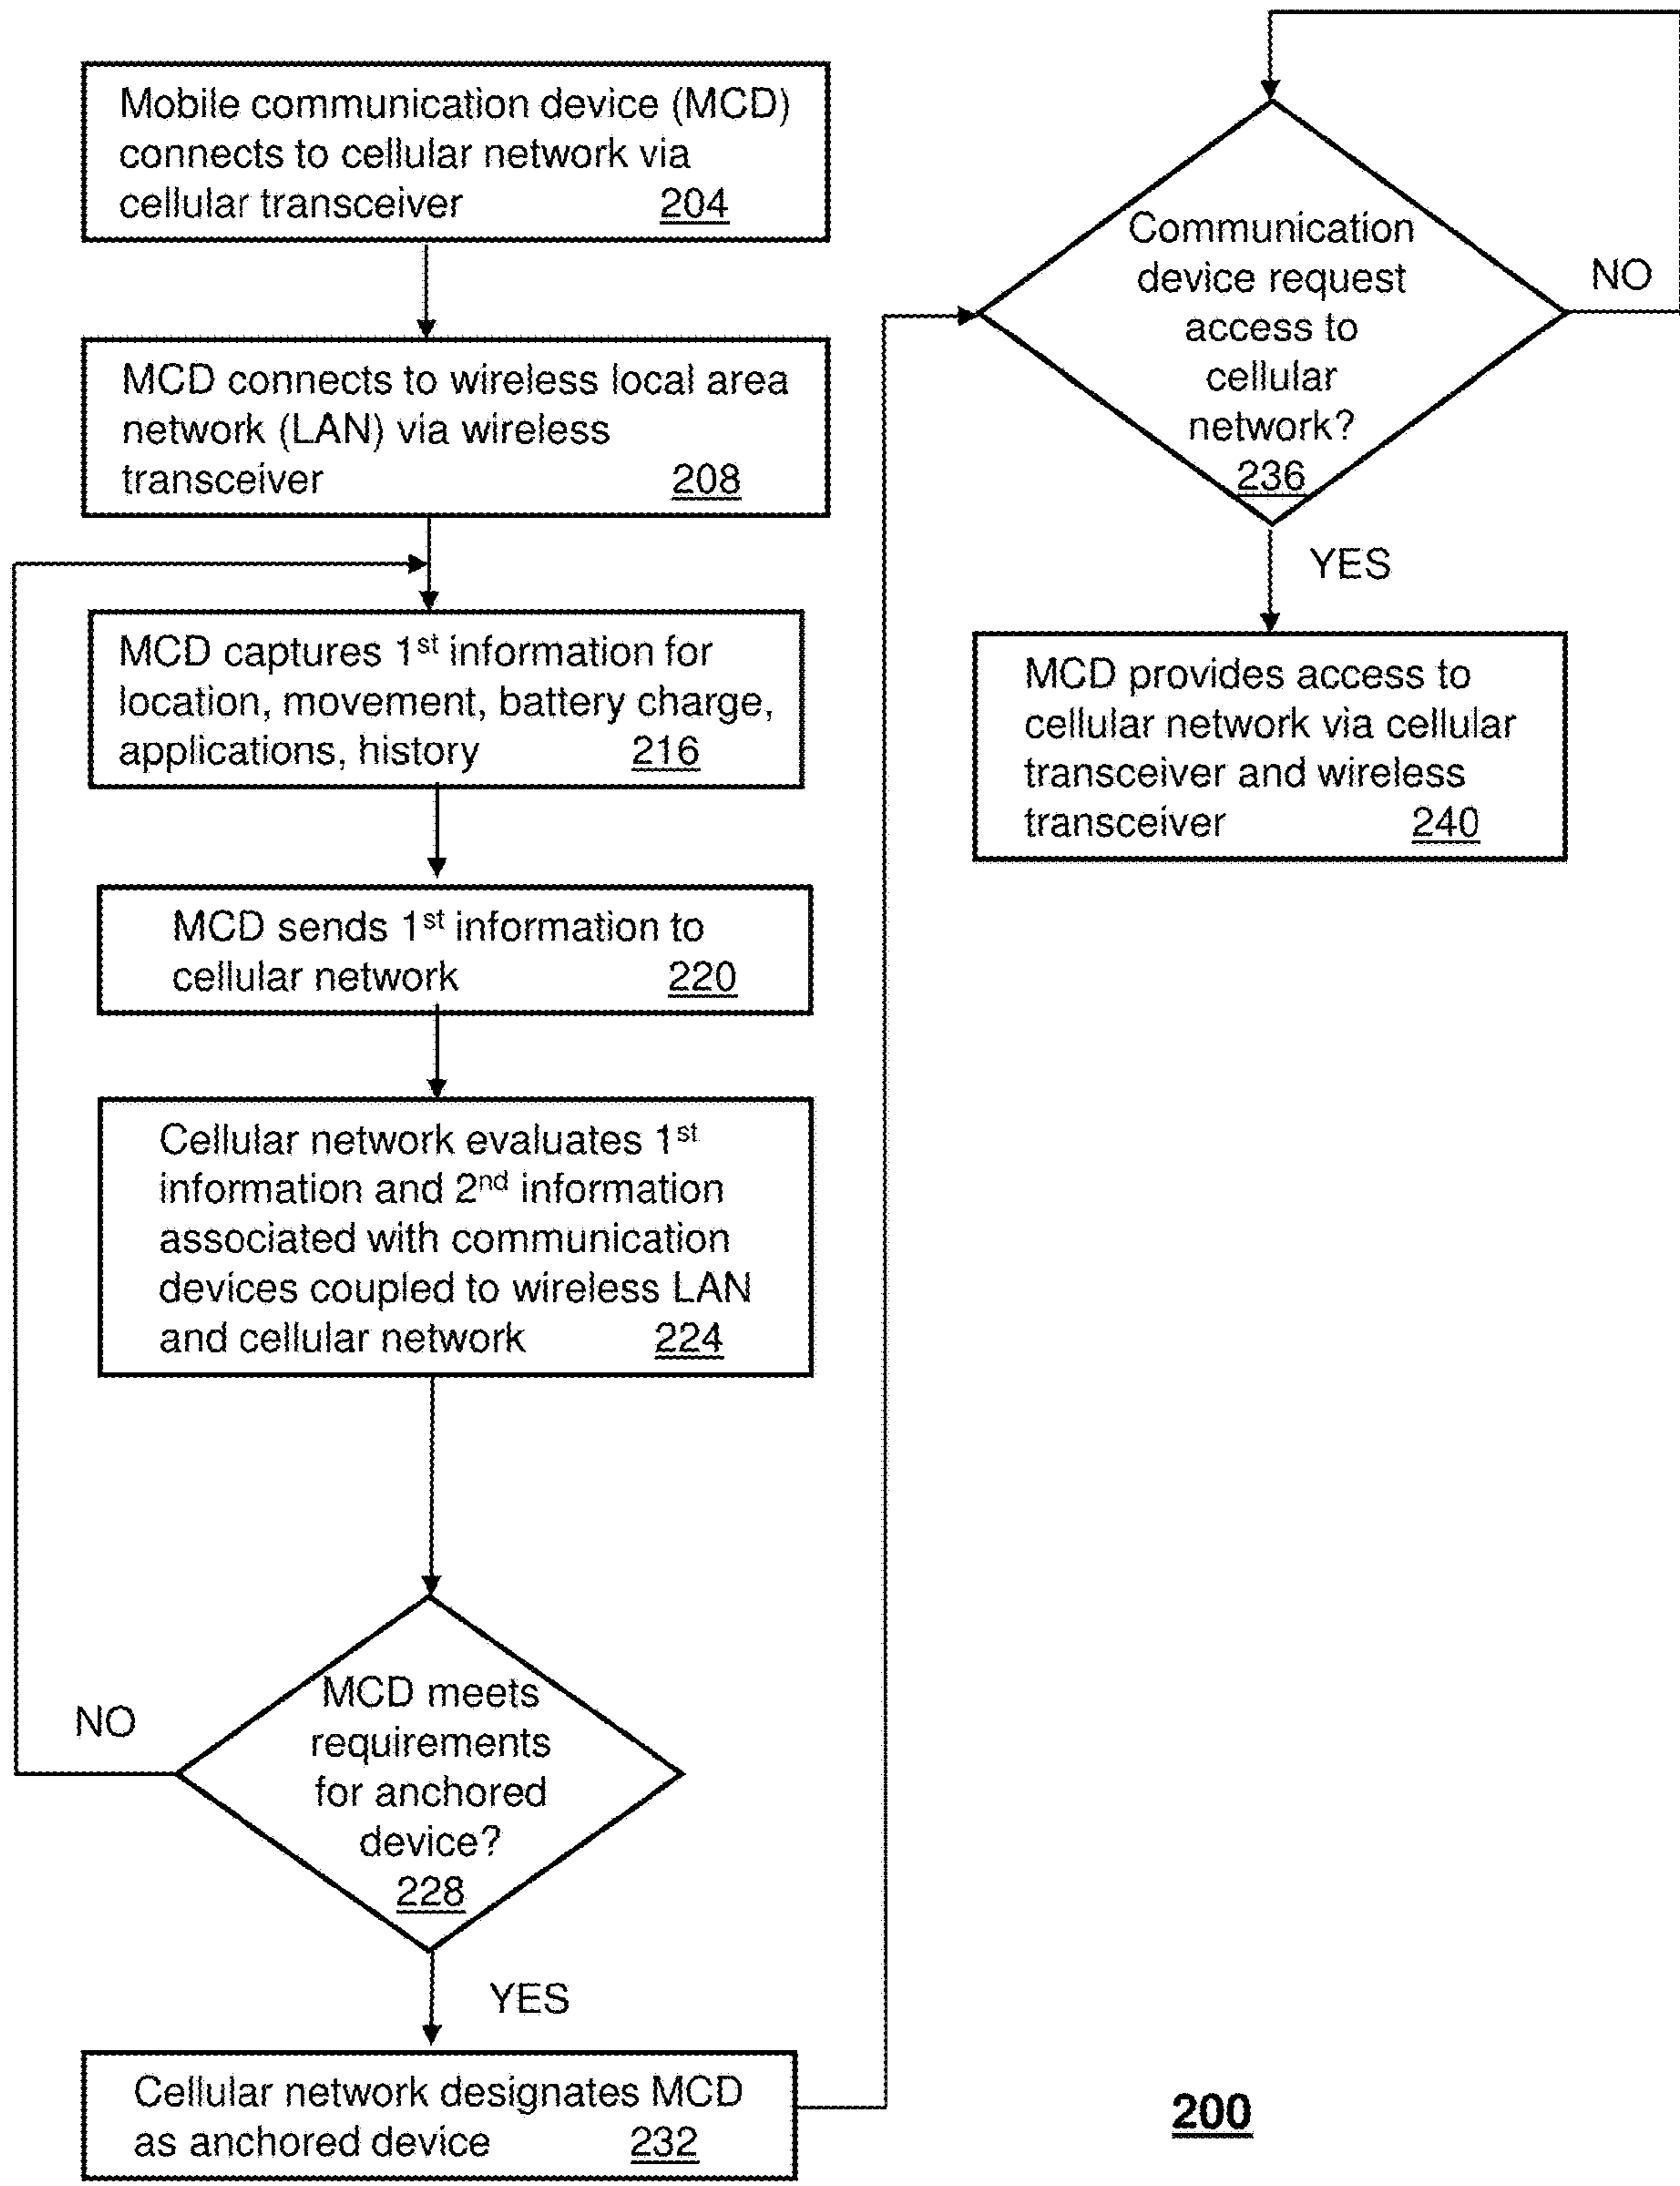 Mobile communication device (MCD)
connects to cellular network via
cellular transceiver 204
MCD connects to wireless local area
network (LAN) via wireless
transceiver 208
MCD captures 1st information for
location, movement, battery charge,
applications, history 216
MCD sends 1st information to
cellular network 220
Cellular network evaluates 1st
information and 2nd information
associated with communication
devices coupled to wireless LAN
and cellular network 224
MCD meets
requirements
for anchored
device?
228
NO
YES
Cellular network designates MCD
as anchored device 232
Communication
device request
access to
cellular
network?
236
NO
YES
MCD provides access to
cellular network via cellular
transceiver and wireless
transceiver 240
200